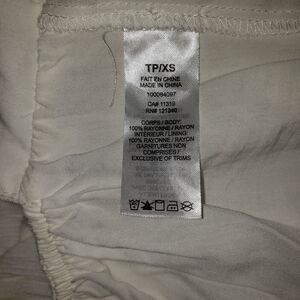 TP/XS
FAIT EN CHINE
MADE IN CHINA
100084097
CA# 11319
RN# 121340
CORPS / BODY:
100% RAYONNE / RAYON
INTÉRIEUR / LINING:
100% RAYONNE / RAYON
GARNITURES NON
COMPRISES /
EXCLUSIVE OF TRIMS